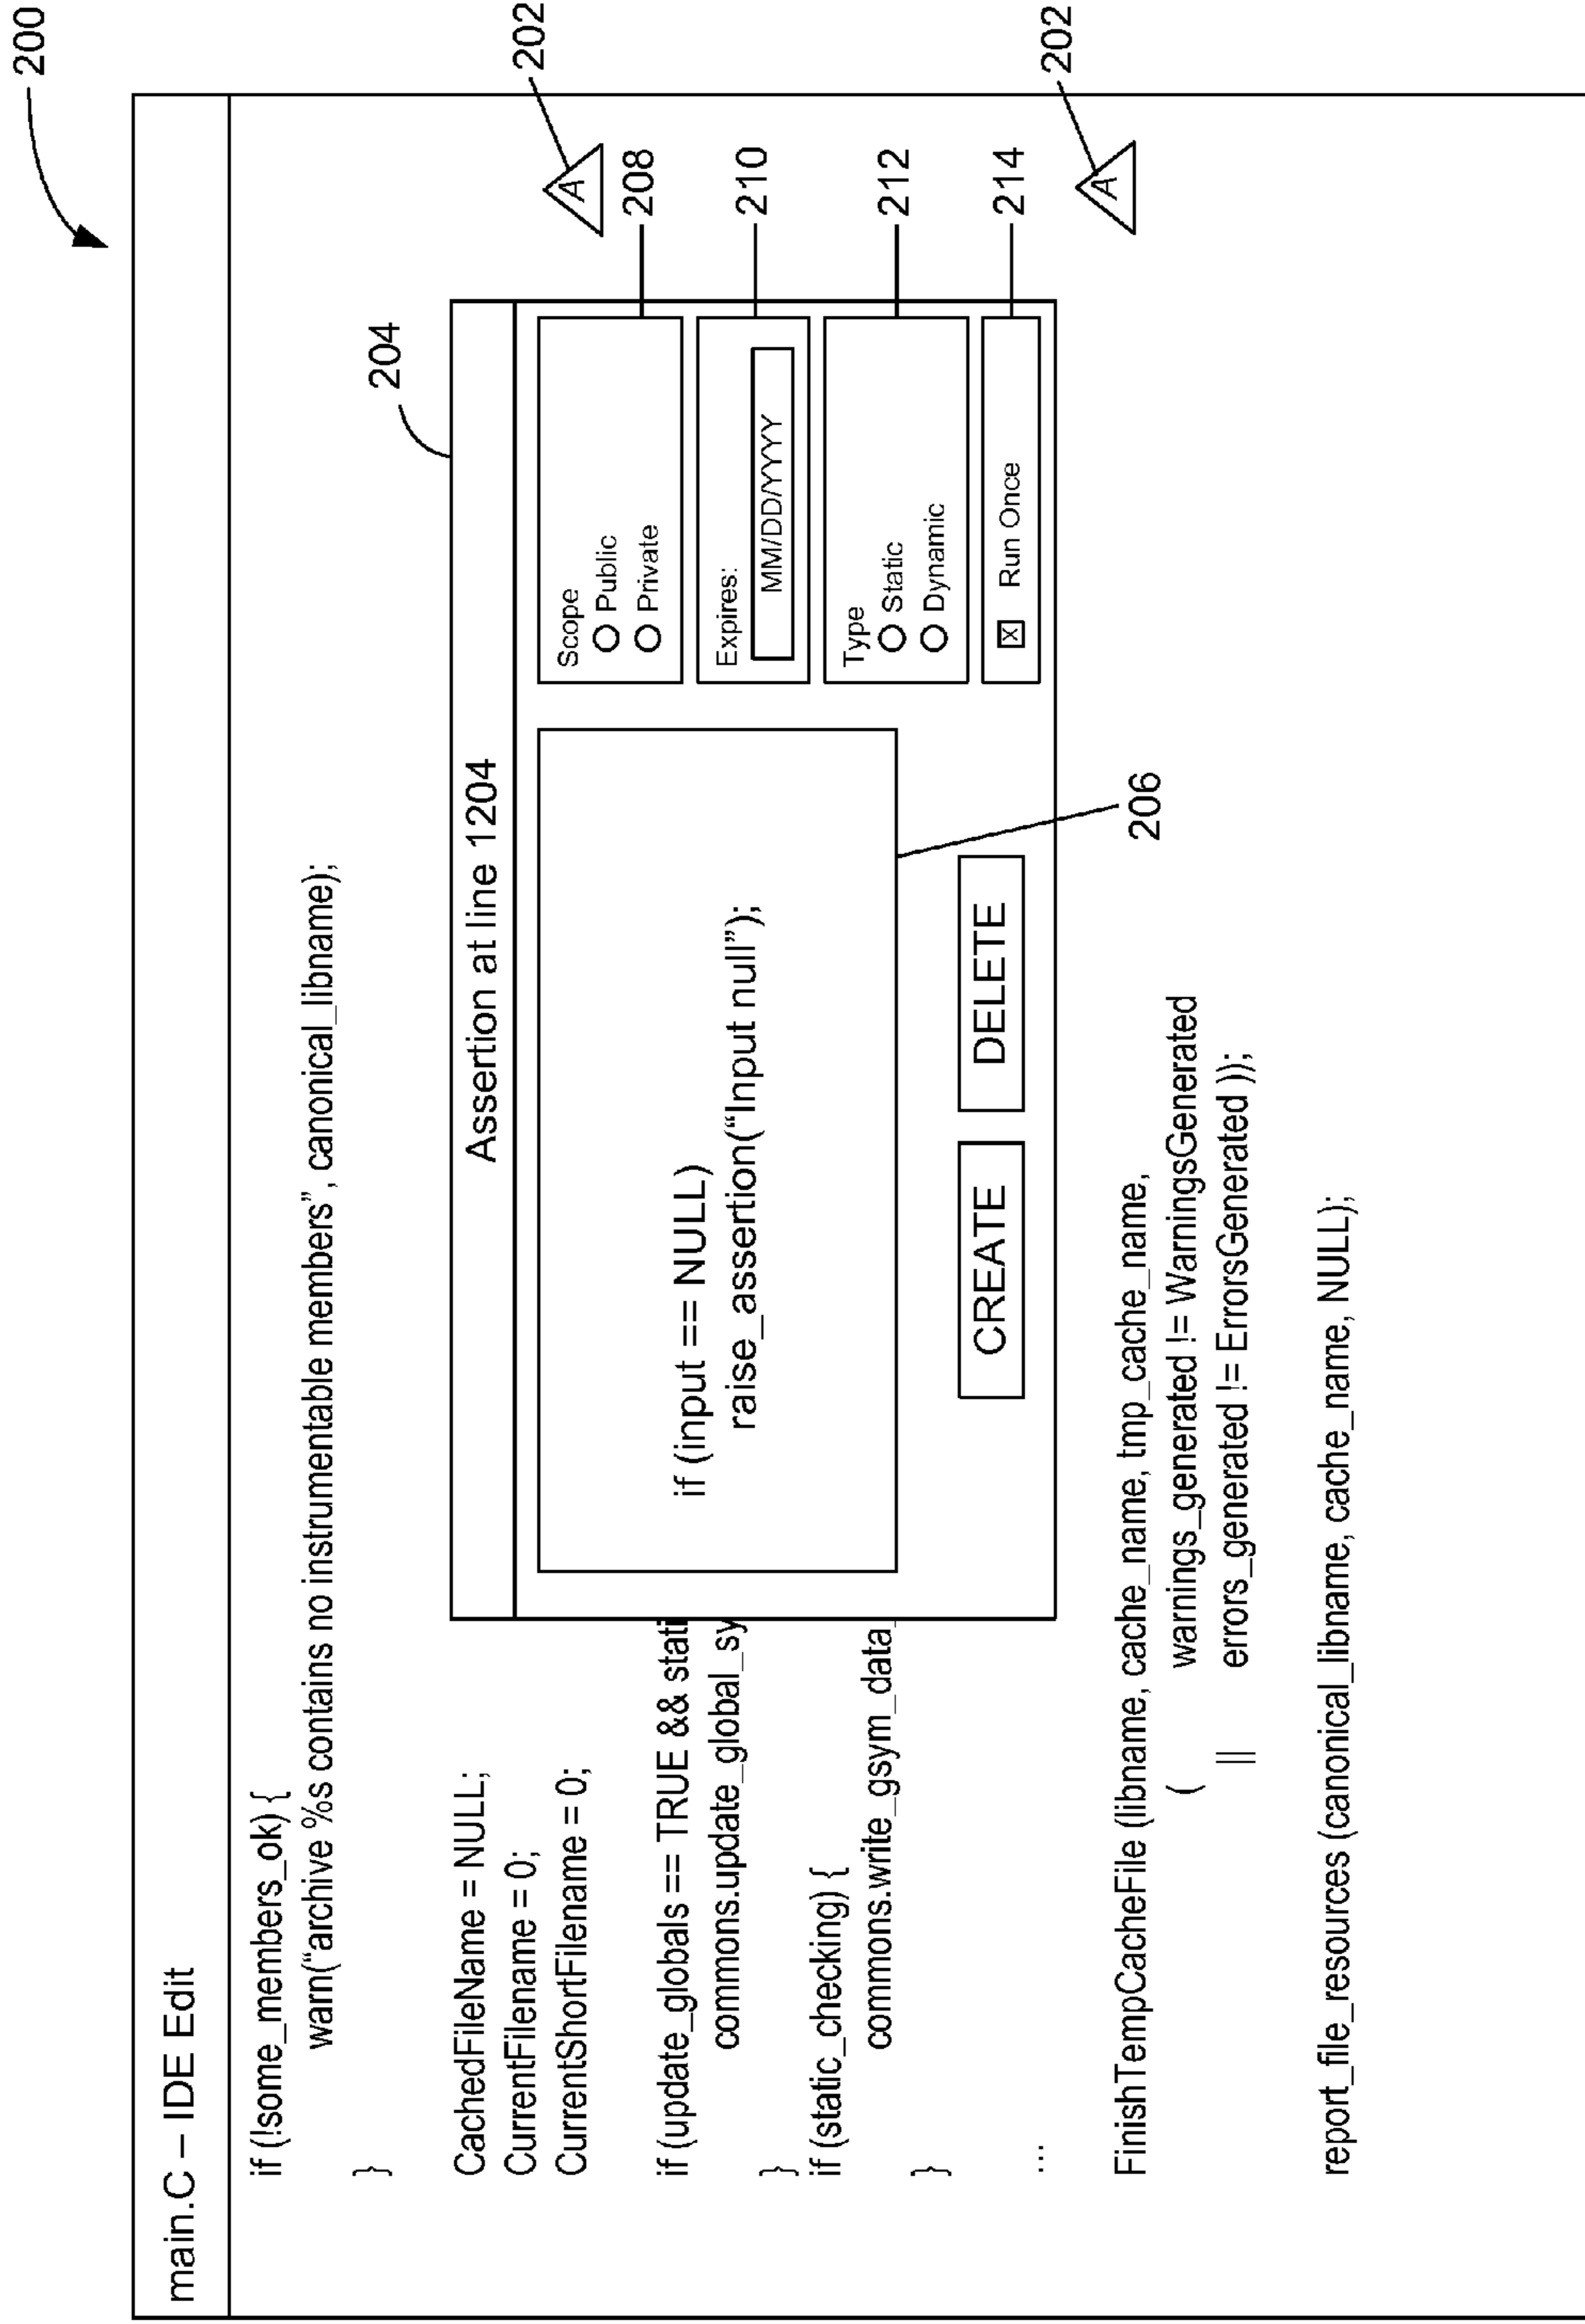 200
main.C – IDE Edit
if (!some_members_ok) {
warn(“archive %s contains no instrumentable members”, canonical_libname);
}
204
CachedFileName = NULL;
CurrentFilename = 0;
CurrentShortFilename = 0;
if (update_globals == TRUE && stati
commons.update_global_sy
}
if (static_checking) {
commons.write_gsym_data_
}
...
Assertion at line 1204
if (input == NULL)
raise_assertion(“Input null”);
206
CREATE
DELETE
Scope
Public
Private
Expires:
MM/DD/YYYY
Type
Static
Dynamic
X Run Once
A
202
208
210
212
214
A
202
FinishTempCacheFile (libname, cache_name, tmp_cache_name,
( warnings_generated != WarningsGenerated
|| errors_generated != ErrorsGenerated ));
report_file_resources (canonical_libname, cache_name, NULL);